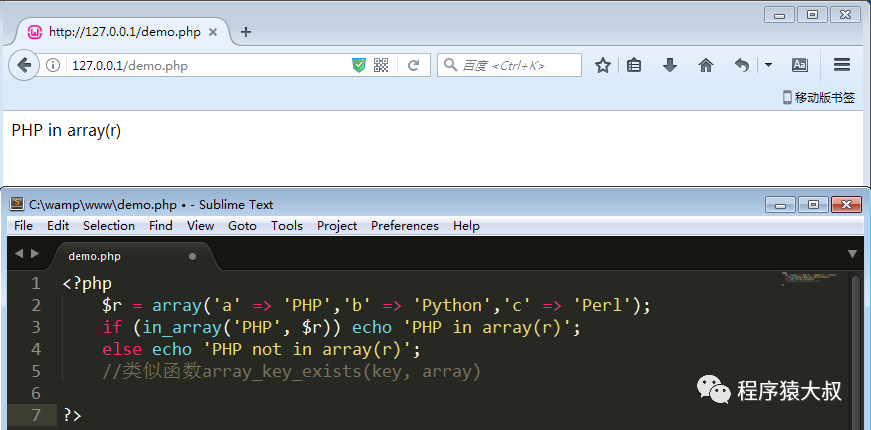 http://127.0.0.1/demo.php
127.0.0.1/demo.php
百度 <Ctrl+K>
移动版书签
PHP in array(r)
C:\wamp\www\demo.php • - Sublime Text
File Edit Selection Find View Goto Tools Project Preferences Help
demo.php
1 <?php
2 $r = array('a' => 'PHP','b' => 'Python','c' => 'Perl');
3 if (in_array('PHP', $r)) echo 'PHP in array(r)';
4 else echo 'PHP not in array(r)';
5 //类似函数array_key_exists(key, array)
6
7 ?>
程序猿大叔